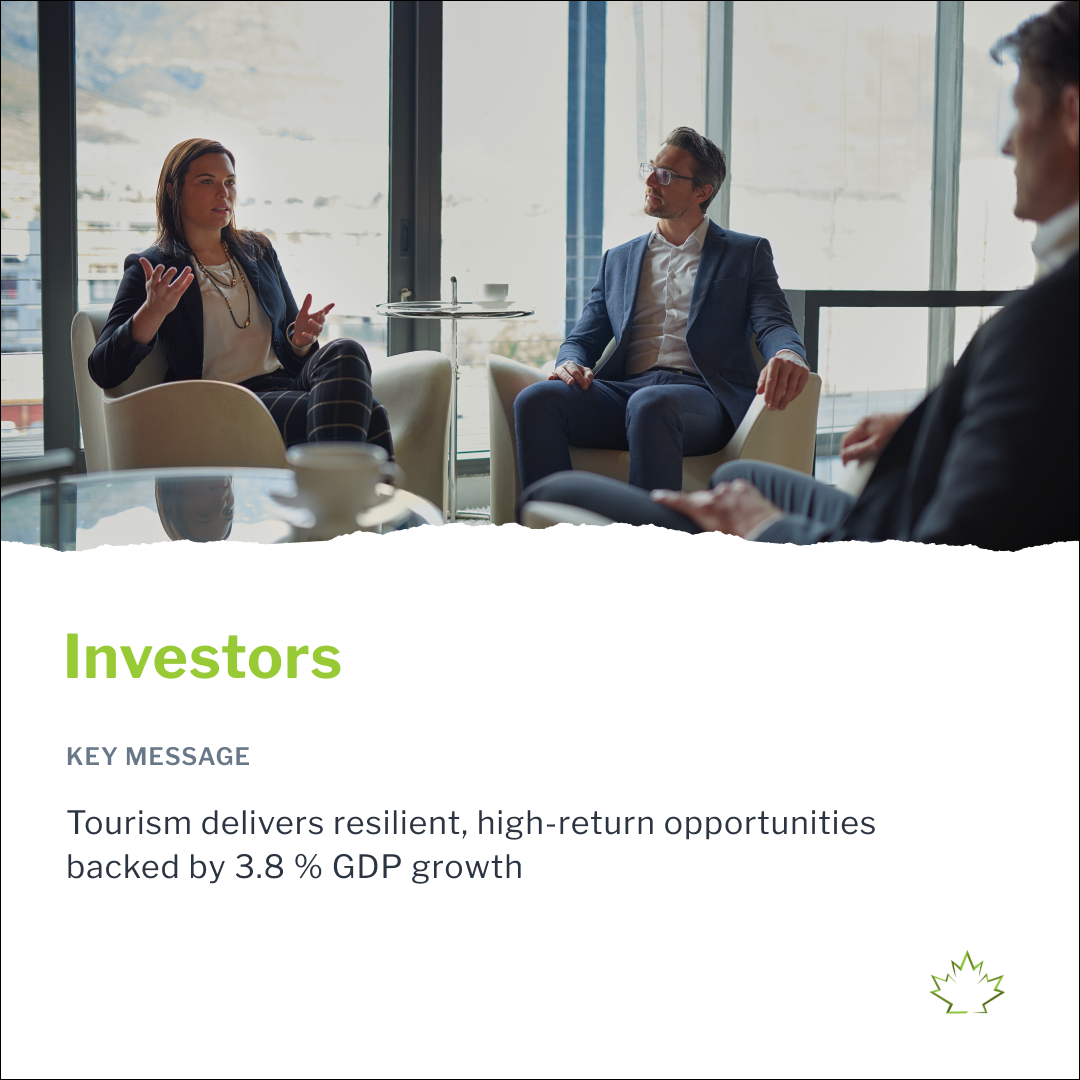 Investors
KEY MESSAGE
Tourism delivers resilient, high-return opportunities
backed by 3.8 % GDP growth